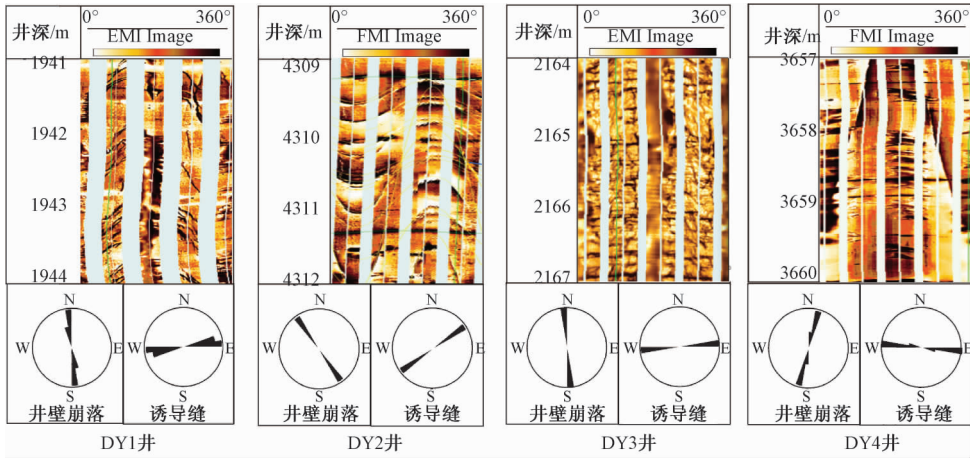 井深/m
0° 360°
EMI Image
1941
1942
1943
1944
N
W E
S
井壁崩落
N
W E
S
诱导缝
DY1井
井深/m
0° 360°
FMI Image
4309
4310
4311
4312
N
W E
S
井壁崩落
N
W E
S
诱导缝
DY2井
井深/m
0° 360°
EMI Image
2164
2165
2166
2167
N
W E
S
井壁崩落
N
W E
S
诱导缝
DY3井
井深/m
0° 360°
FMI Image
3657
3658
3659
3660
N
W E
S
井壁崩落
N
W E
S
诱导缝
DY4井